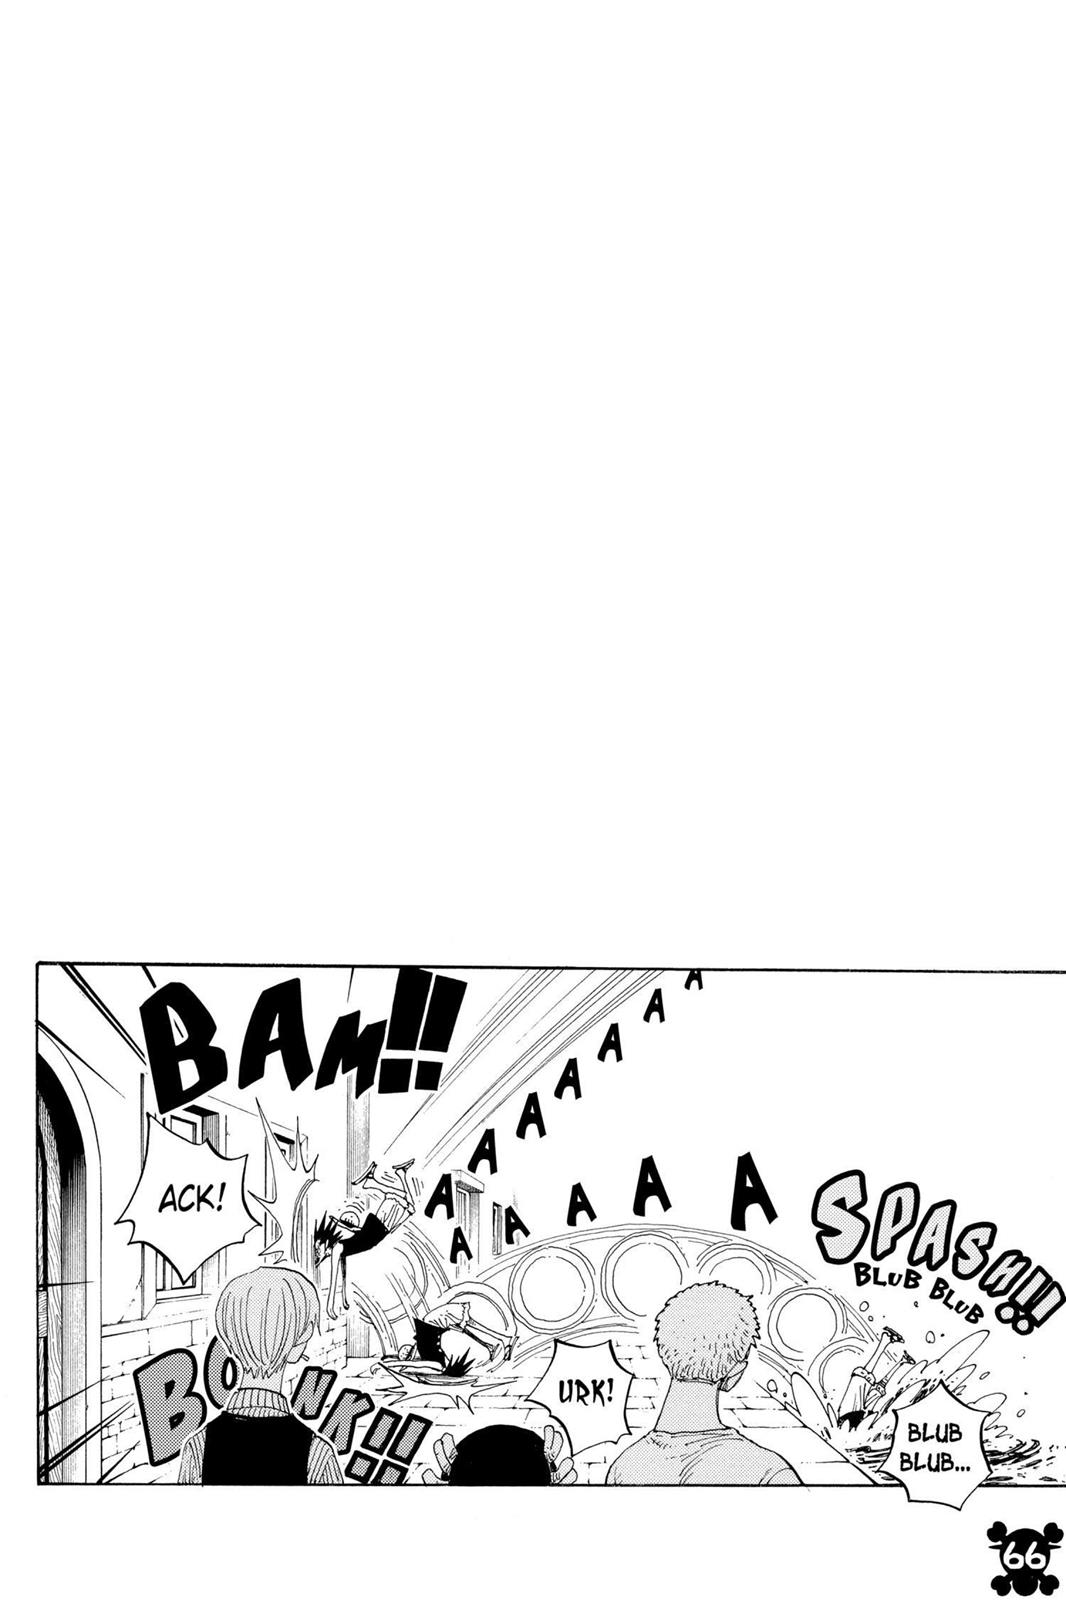 BAM!!
ACK!
A A A A A A A
A A A A
BONK!!
URK!
SPASH!!
BLUB BLUB
BLUB
BLUB...
66